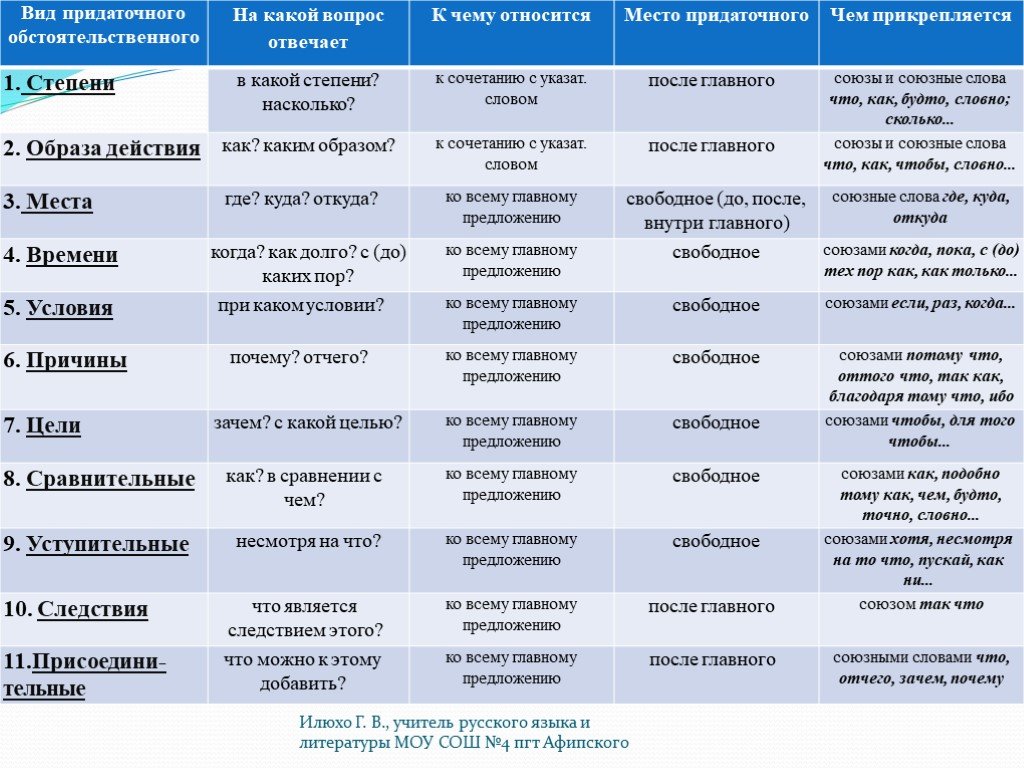 Вид придаточного обстоятельственного
На какой вопрос отвечает
К чему относится
Место придаточного
Чем прикрепляется
1. Степени
в какой степени?
насколько?
к сочетанию с указат.
словом
после главного
союзы и союзные слова
что, как, будто, словно;
сколько...
2. Образа действия
как? каким образом?
к сочетанию с указат.
словом
после главного
союзы и союзные слова
что, как, чтобы, словно...
3. Места
где? куда? откуда?
ко всему главному
предложению
свободное (до, после,
внутри главного)
союзные слова где, куда,
откуда
4. Времени
когда? как долго? с (до)
каких пор?
ко всему главному
предложению
свободное
союзами когда, пока, с (до)
тех пор как, как только...
5. Условия
при каком условии?
ко всему главному
предложению
свободное
союзами если, раз, когда...
6. Причины
почему? отчего?
ко всему главному
предложению
свободное
союзами потому что,
оттого что, так как,
благодаря тому что, ибо
7. Цели
зачем? с какой целью?
ко всему главному
предложению
свободное
союзами чтобы, для того
чтобы...
8. Сравнительные
как? в сравнении с
чем?
ко всему главному
предложению
свободное
союзами как, подобно
тому как, чем, будто,
точно, словно...
9. Уступительные
несмотря на что?
ко всему главному
предложению
свободное
союзами хотя, несмотря
на то что, пускай, как
ни...
10. Следствия
что является
следствием этого?
ко всему главному
предложению
после главного
союзом так что
11.Присоедини-
тельные
что можно к этому
добавить?
ко всему главному
предложению
после главного
союзными словами что,
отчего, зачем, почему
Илюхо Г. В., учитель русского языка и
литературы МОУ СОШ №4 пгт Афипского